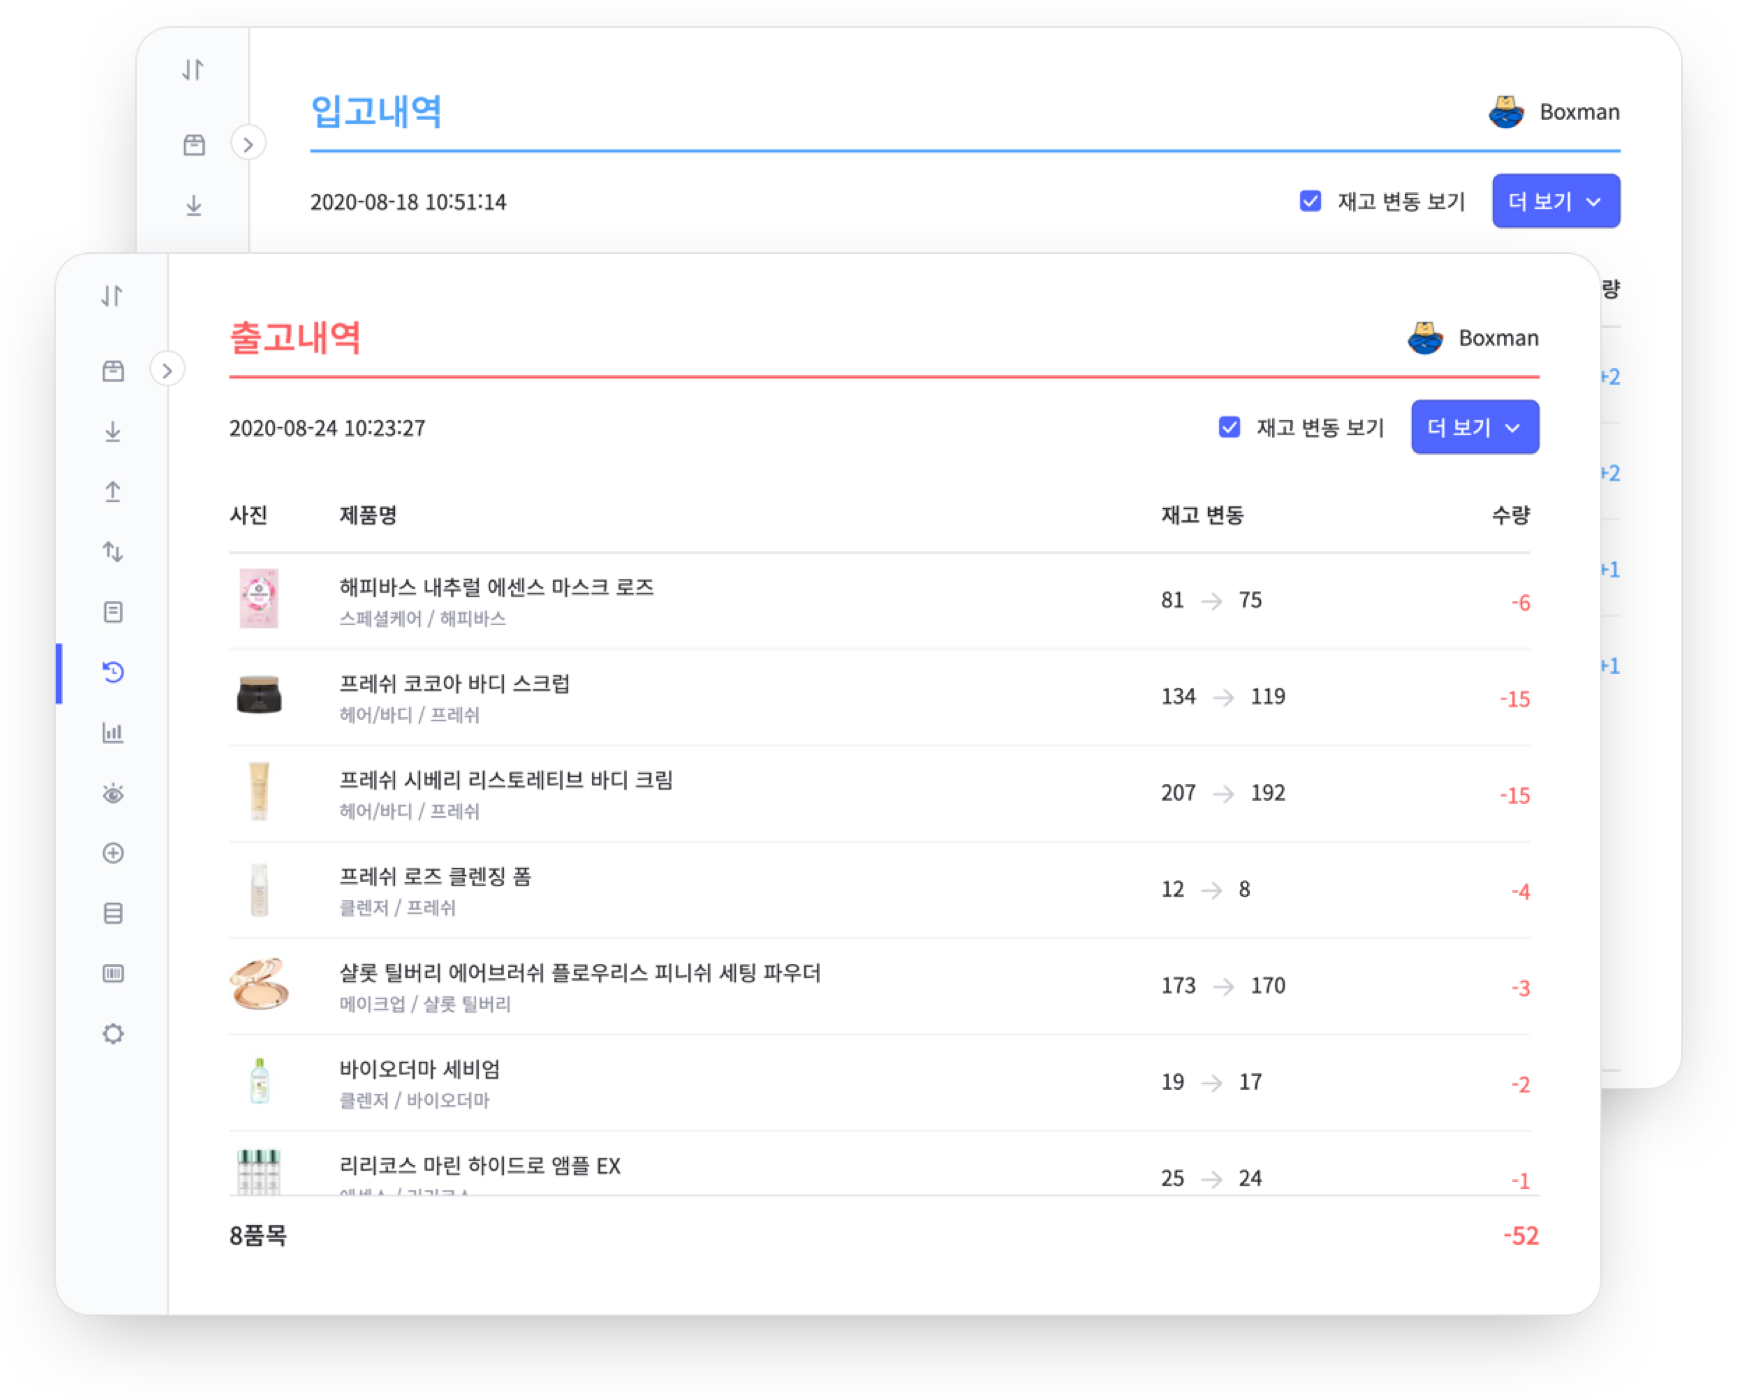 입고내역
Boxman
2020-08-18 10:51:14
재고 변동 보기
더 보기
량
+2
+2
+1
+1
출고내역
Boxman
2020-08-24 10:23:27
재고 변동 보기
더 보기
사진 제품명 재고 변동 수량
해피바스 내추럴 에센스 마스크 로즈
스페셜케어 / 해피바스
81 → 75 -6
프레쉬 코코아 바디 스크럽
헤어/바디 / 프레쉬
134 → 119 -15
프레쉬 시베리 리스토레티브 바디 크림
헤어/바디 / 프레쉬
207 → 192 -15
프레쉬 로즈 클렌징 폼
클렌저 / 프레쉬
12 → 8 -4
샬롯 틸버리 에어브러쉬 플로우리스 피니쉬 세팅 파우더
메이크업 / 샬롯 틸버리
173 → 170 -3
바이오더마 세비엄
클렌저 / 바이오더마
19 → 17 -2
리리코스 마린 하이드로 앰플 EX
25 → 24 -1
8품목 -52